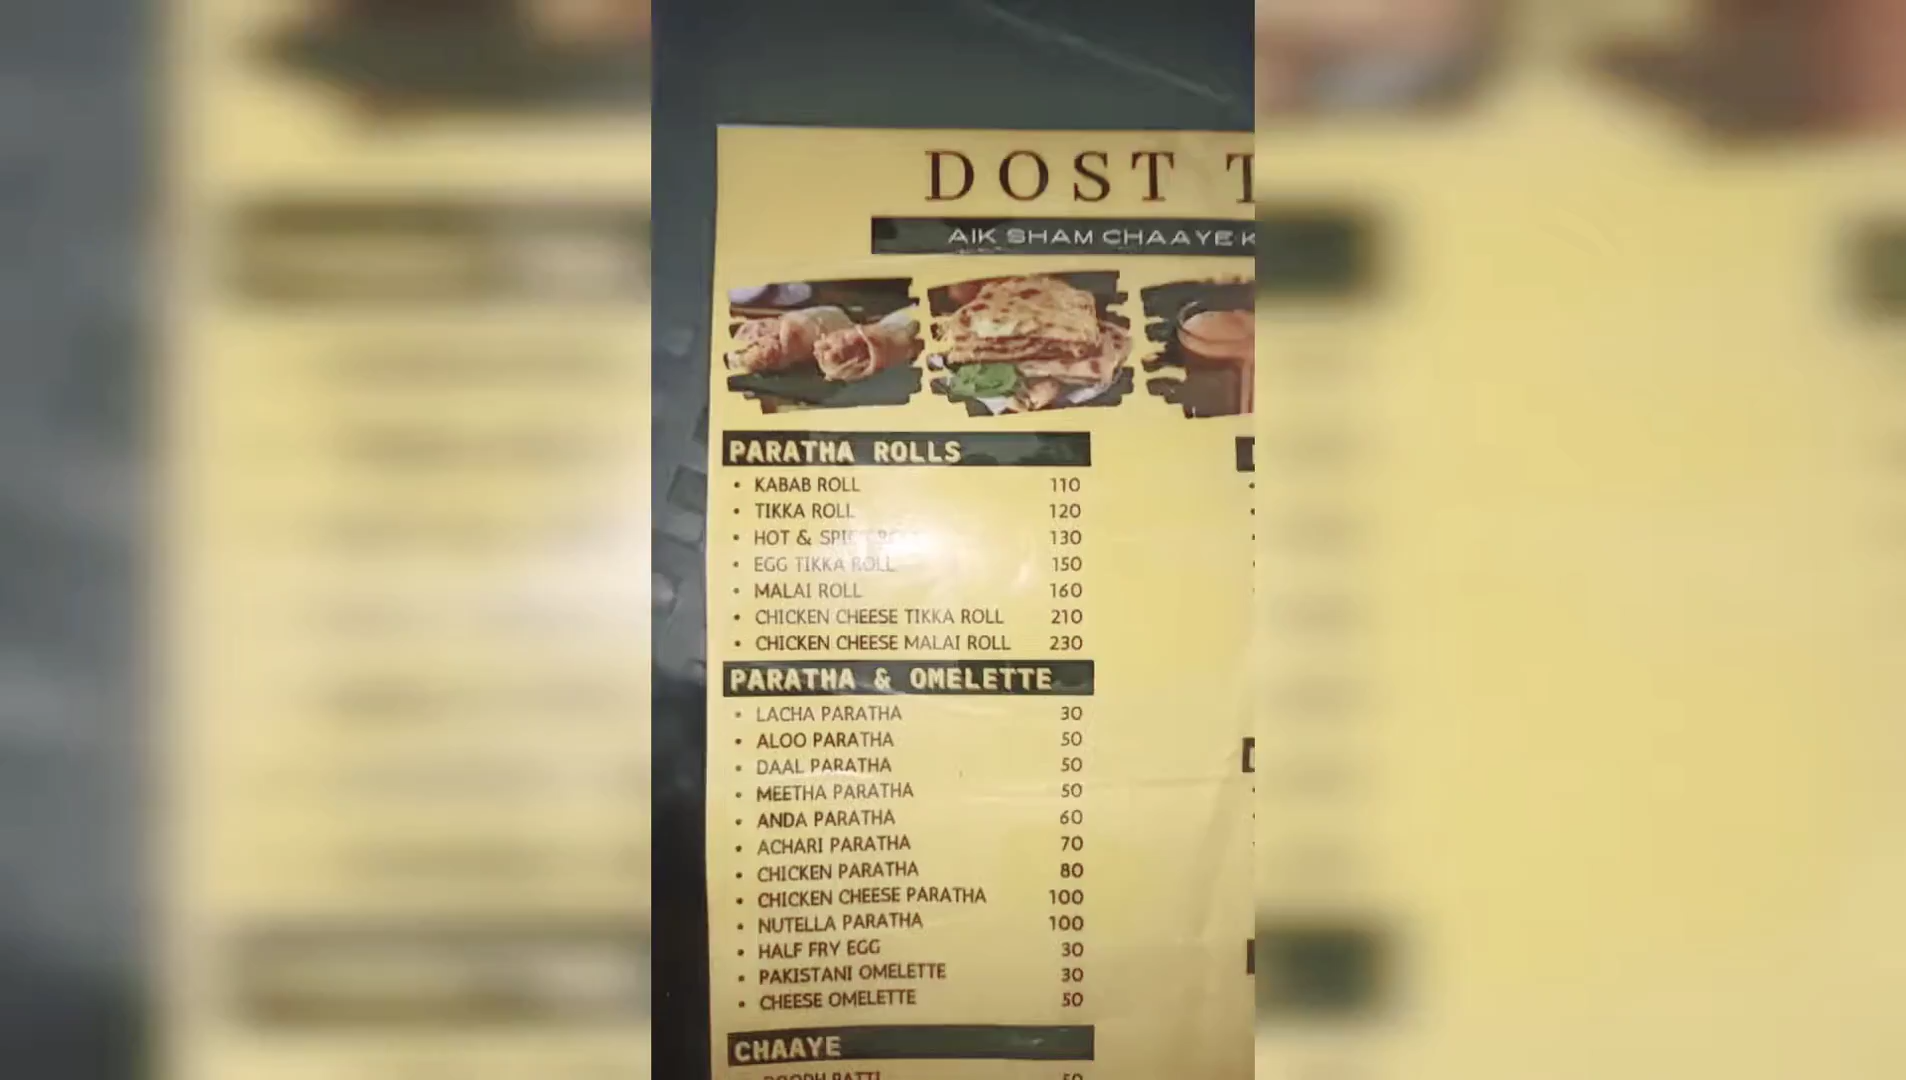 DOST
AIK SHAM CHAAYE
PARATHA ROLLS
• KABAB ROLL 110
• TIKKA ROLL 120
• HOT & 130
• EGG TIKKA ROLL 150
• MALAI ROLL 160
• CHICKEN CHEESE TIKKA ROLL 210
• CHICKEN CHEESE MALAI ROLL 230
PARATHA & OMELETTE
• LACHA PARATHA 30
• ALOO PARATHA 50
• DAAL PARATHA 50
• MEETHA PARATHA 50
• ANDA PARATHA 60
• ACHARI PARATHA 70
• CHICKEN PARATHA 80
• CHICKEN CHEESE PARATHA 100
• NUTELLA PARATHA 100
• HALF FRY EGG 30
• PAKISTANI OMELETTE 30
• CHEESE OMELETTE 50
CHAAYE